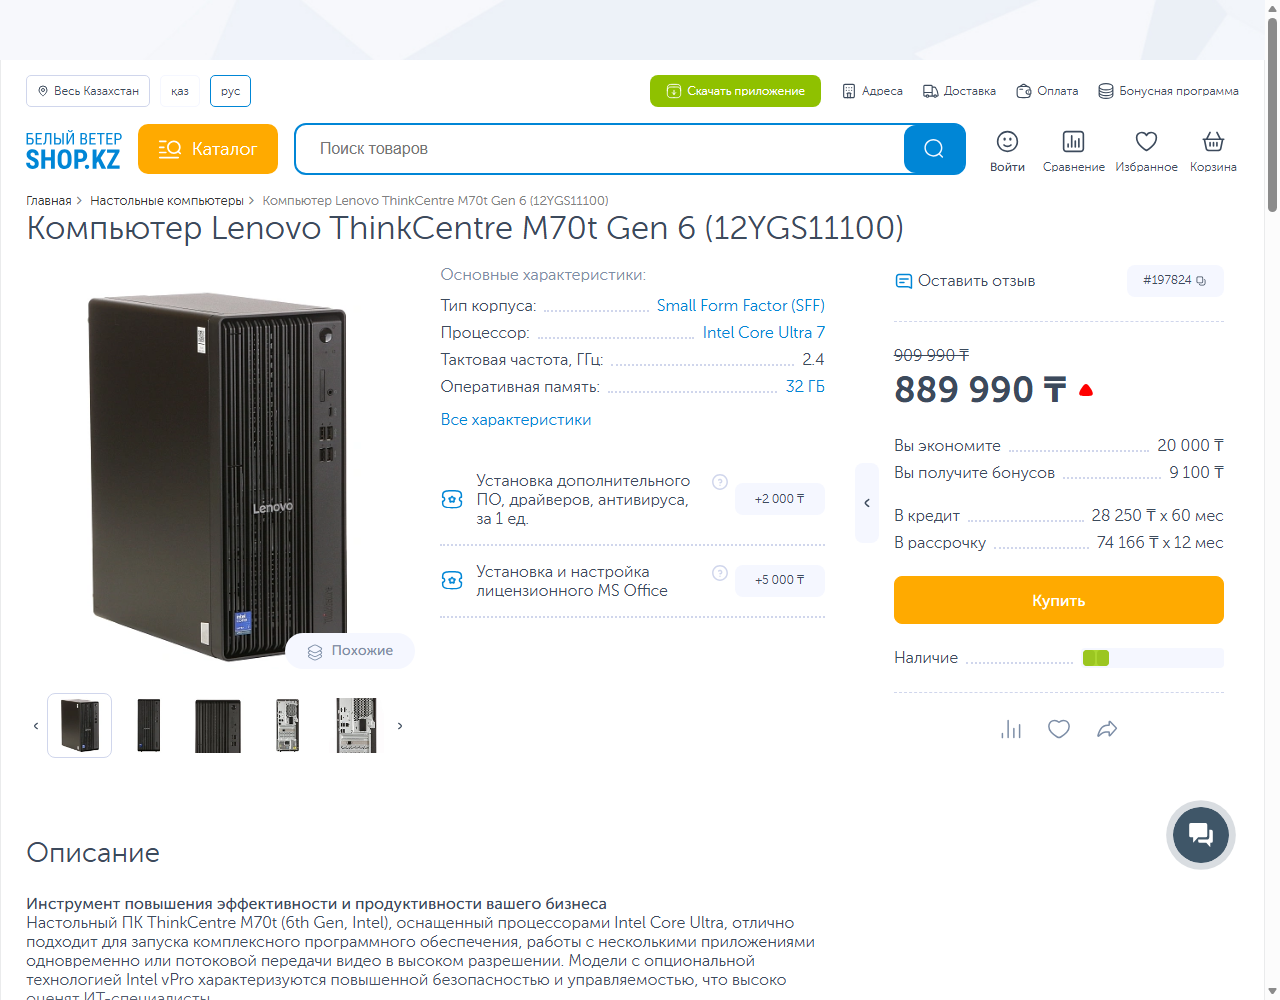 Весь Казахстан
қаз
рус
Скачать приложение
Адреса
Доставка
Оплата
Бонусная программа
БЕЛЫЙ ВЕТЕР
SHOP.KZ
Каталог
Поиск товаров
Войти
Сравнение
Избранное
Корзина
Главная > Настольные компьютеры > Компьютер Lenovo ThinkCentre M70t Gen 6 (12YGS11100)
Компьютер Lenovo ThinkCentre M70t Gen 6 (12YGS11100)
Lenovo
Похожие
Основные характеристики:
Тип корпуса: Small Form Factor (SFF)
Процессор: Intel Core Ultra 7
Тактовая частота, ГГц: 2.4
Оперативная память: 32 ГБ
Все характеристики
Установка дополнительного
ПО, драйверов, антивируса,
за 1 ед.
+2 000 ₸
Установка и настройка
лицензионного MS Office
+5 000 ₸
Оставить отзыв
#197824
909 990 ₸
889 990 ₸
Вы экономите 20 000 ₸
Вы получите бонусов 9 100 ₸
В кредит 28 250 ₸ x 60 мес
В рассрочку 74 166 ₸ x 12 мес
Купить
Наличие
Описание
Инструмент повышения эффективности и продуктивности вашего бизнеса
Настольный ПК ThinkCentre M70t (6th Gen, Intel), оснащенный процессорами Intel Core Ultra, отлично
подходит для запуска комплексного программного обеспечения, работы с несколькими приложениями
одновременно или потоковой передачи видео в высоком разрешении. Модели с опциональной
технологией Intel vPro характеризуются повышенной безопасностью и управляемостью, что высоко
оценят ИТ-специалисты.